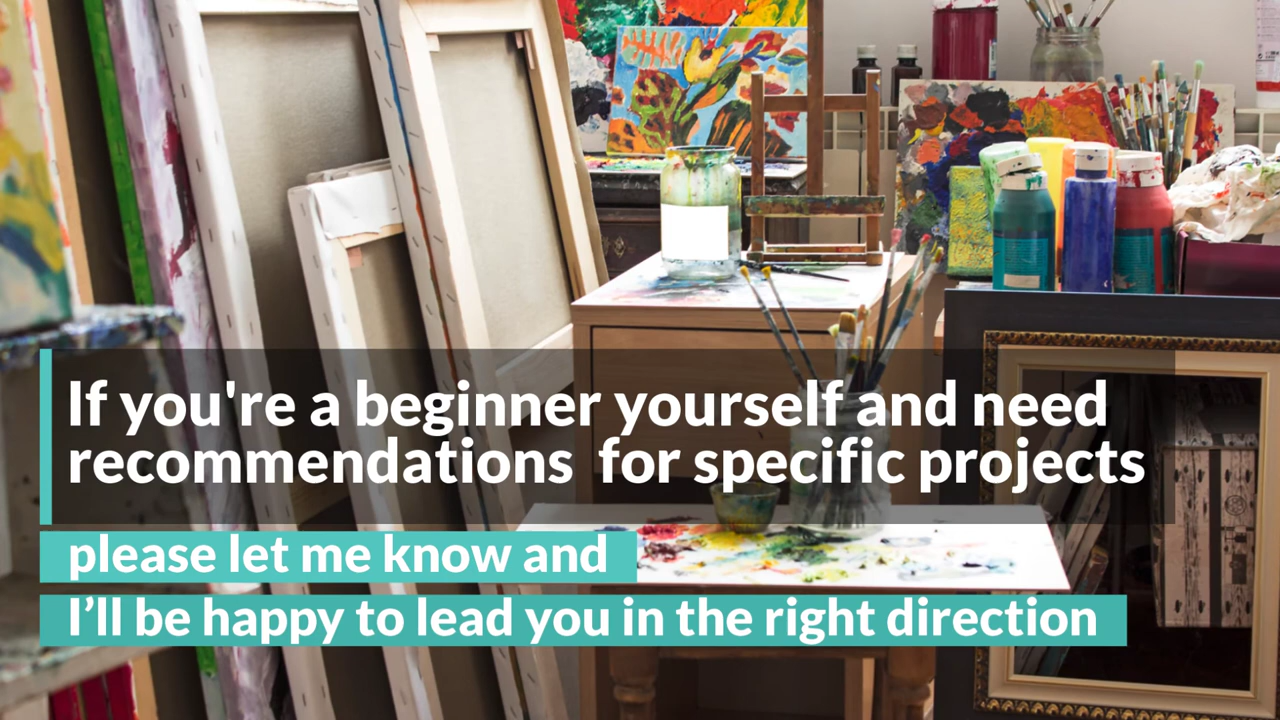 If you're a beginner yourself and need
recommendations  for specific projects
please let me know and
I’ll be happy to lead you in the right direction